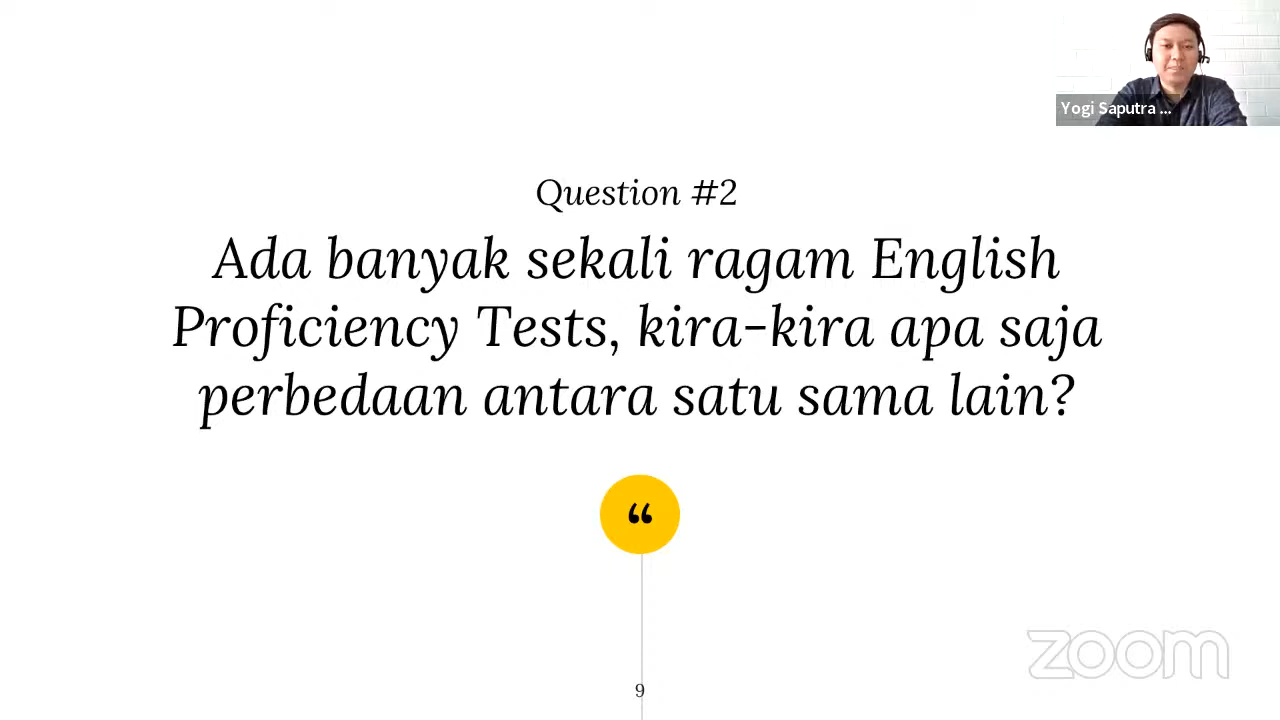 Yogi Saputra ...
Question #2
Ada banyak sekali ragam English
Proficiency Tests, kira-kira apa saja
perbedaan antara satu sama lain?
“
zoom
9